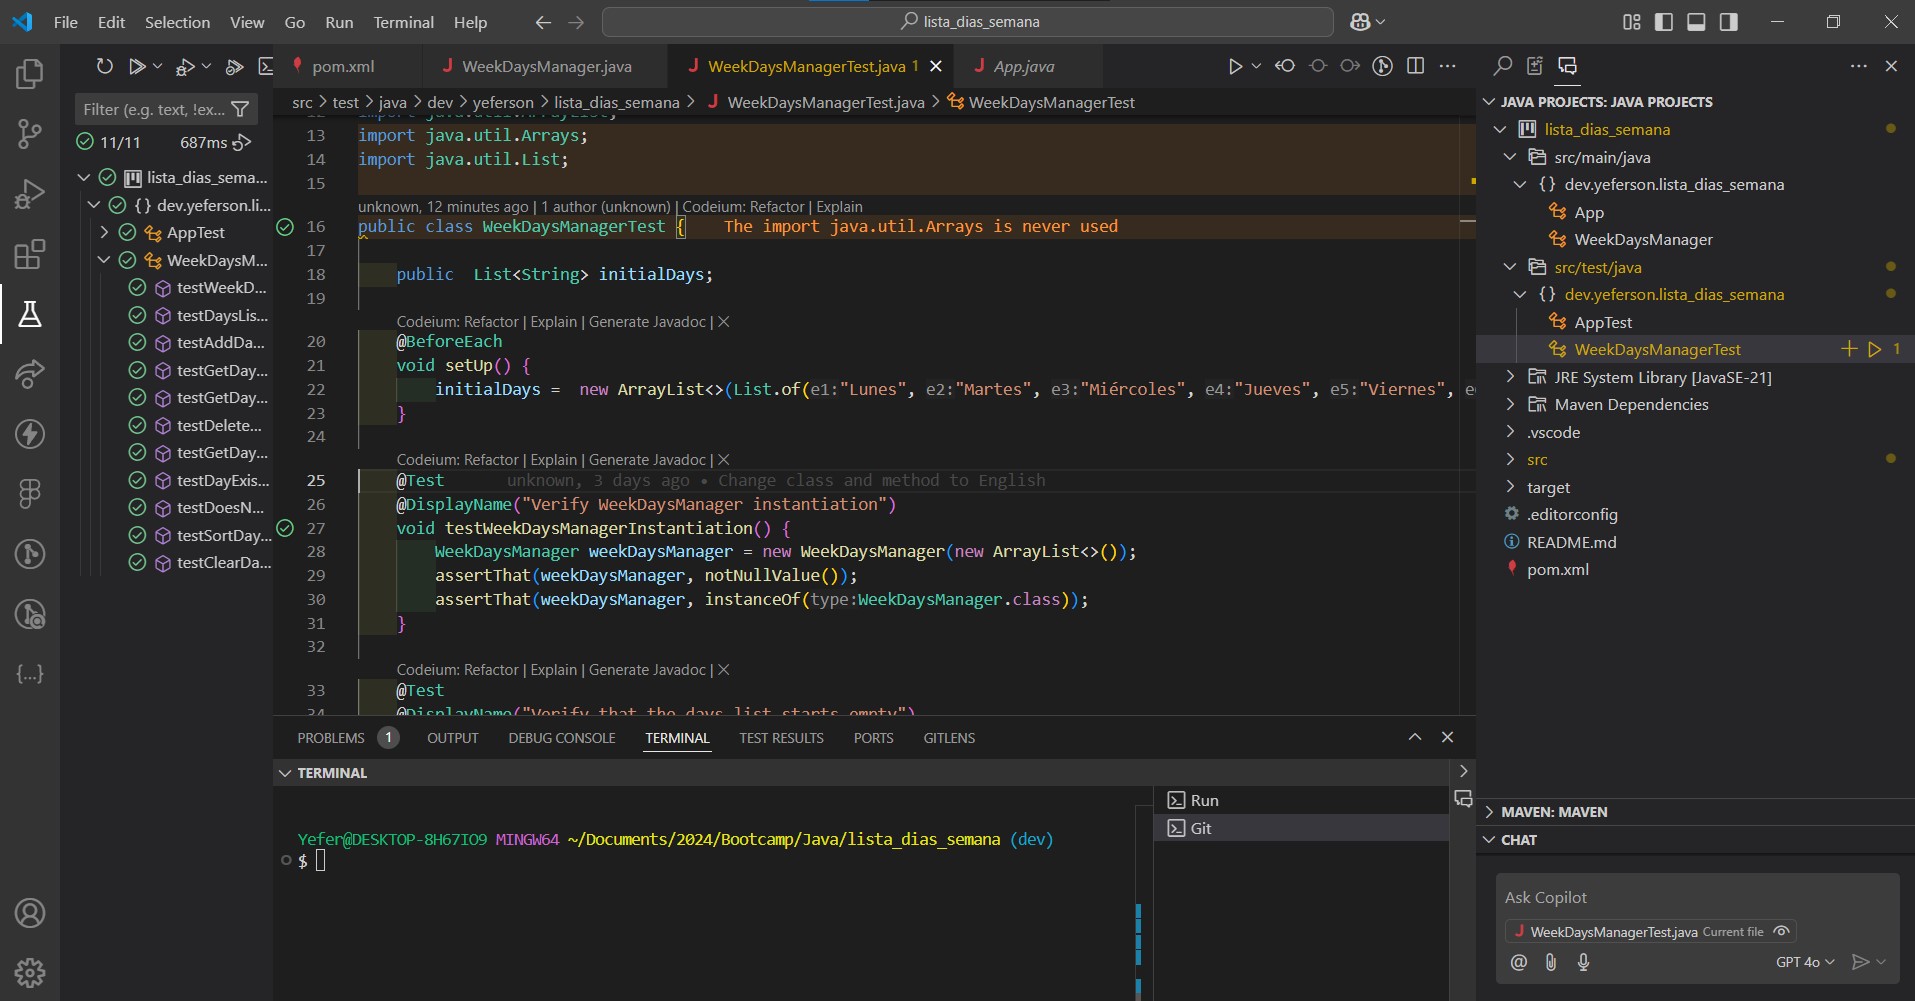 File Edit Selection View Go Run Terminal Help
lista_dias_semana
Filter (e.g. text, !ex...
11/11 687ms
lista_dias_sema...
{} dev.yeferson.li...
AppTest
WeekDaysM...
testWeekD...
testDaysLis...
testAddDa...
testGetDay...
testGetDay...
testDelete...
testGetDay...
testDayExis...
testDoesN...
testSortDay...
testClearDa...
pom.xml
WeekDaysManager.java
WeekDaysManagerTest.java 1
App.java
src > test > java > dev > yeferson > lista_dias_semana > WeekDaysManagerTest.java > WeekDaysManagerTest
12 import java.util.ArrayList;
13 import java.util.Arrays;
14 import java.util.List;
15
unknown, 12 minutes ago | 1 author (unknown) | Codeium: Refactor | Explain
16 public class WeekDaysManagerTest { The import java.util.Arrays is never used
17
18 public List<String> initialDays;
19
Codeium: Refactor | Explain | Generate Javadoc | ✕
20 @BeforeEach
21 void setUp() {
22 initialDays = new ArrayList<>(List.of(e1:"Lunes", e2:"Martes", e3:"Miércoles", e4:"Jueves", e5:"Viernes",
23 }
24
Codeium: Refactor | Explain | Generate Javadoc | ✕
25 @Test unknown, 3 days ago • Change class and method to English
26 @DisplayName("Verify WeekDaysManager instantiation")
27 void testWeekDaysManagerInstantiation() {
28 WeekDaysManager weekDaysManager = new WeekDaysManager(new ArrayList<>());
29 assertThat(weekDaysManager, notNullValue());
30 assertThat(weekDaysManager, instanceOf(type:WeekDaysManager.class));
31 }
32
Codeium: Refactor | Explain | Generate Javadoc | ✕
33 @Test
34 @DisplayName("Verify that the days list starts empty")
PROBLEMS 1 OUTPUT DEBUG CONSOLE TERMINAL TEST RESULTS PORTS GITLENS
TERMINAL
Yefer@DESKTOP-8H67IO9 MINGW64 ~/Documents/2024/Bootcamp/Java/lista_dias_semana (dev)
$
Run
Git
JAVA PROJECTS: JAVA PROJECTS
lista_dias_semana
src/main/java
{} dev.yeferson.lista_dias_semana
App
WeekDaysManager
src/test/java
{} dev.yeferson.lista_dias_semana
AppTest
WeekDaysManagerTest 1
JRE System Library [JavaSE-21]
Maven Dependencies
.vscode
src
target
.editorconfig
README.md
pom.xml
MAVEN: MAVEN
CHAT
Ask Copilot
WeekDaysManagerTest.java Current file
GPT 4o